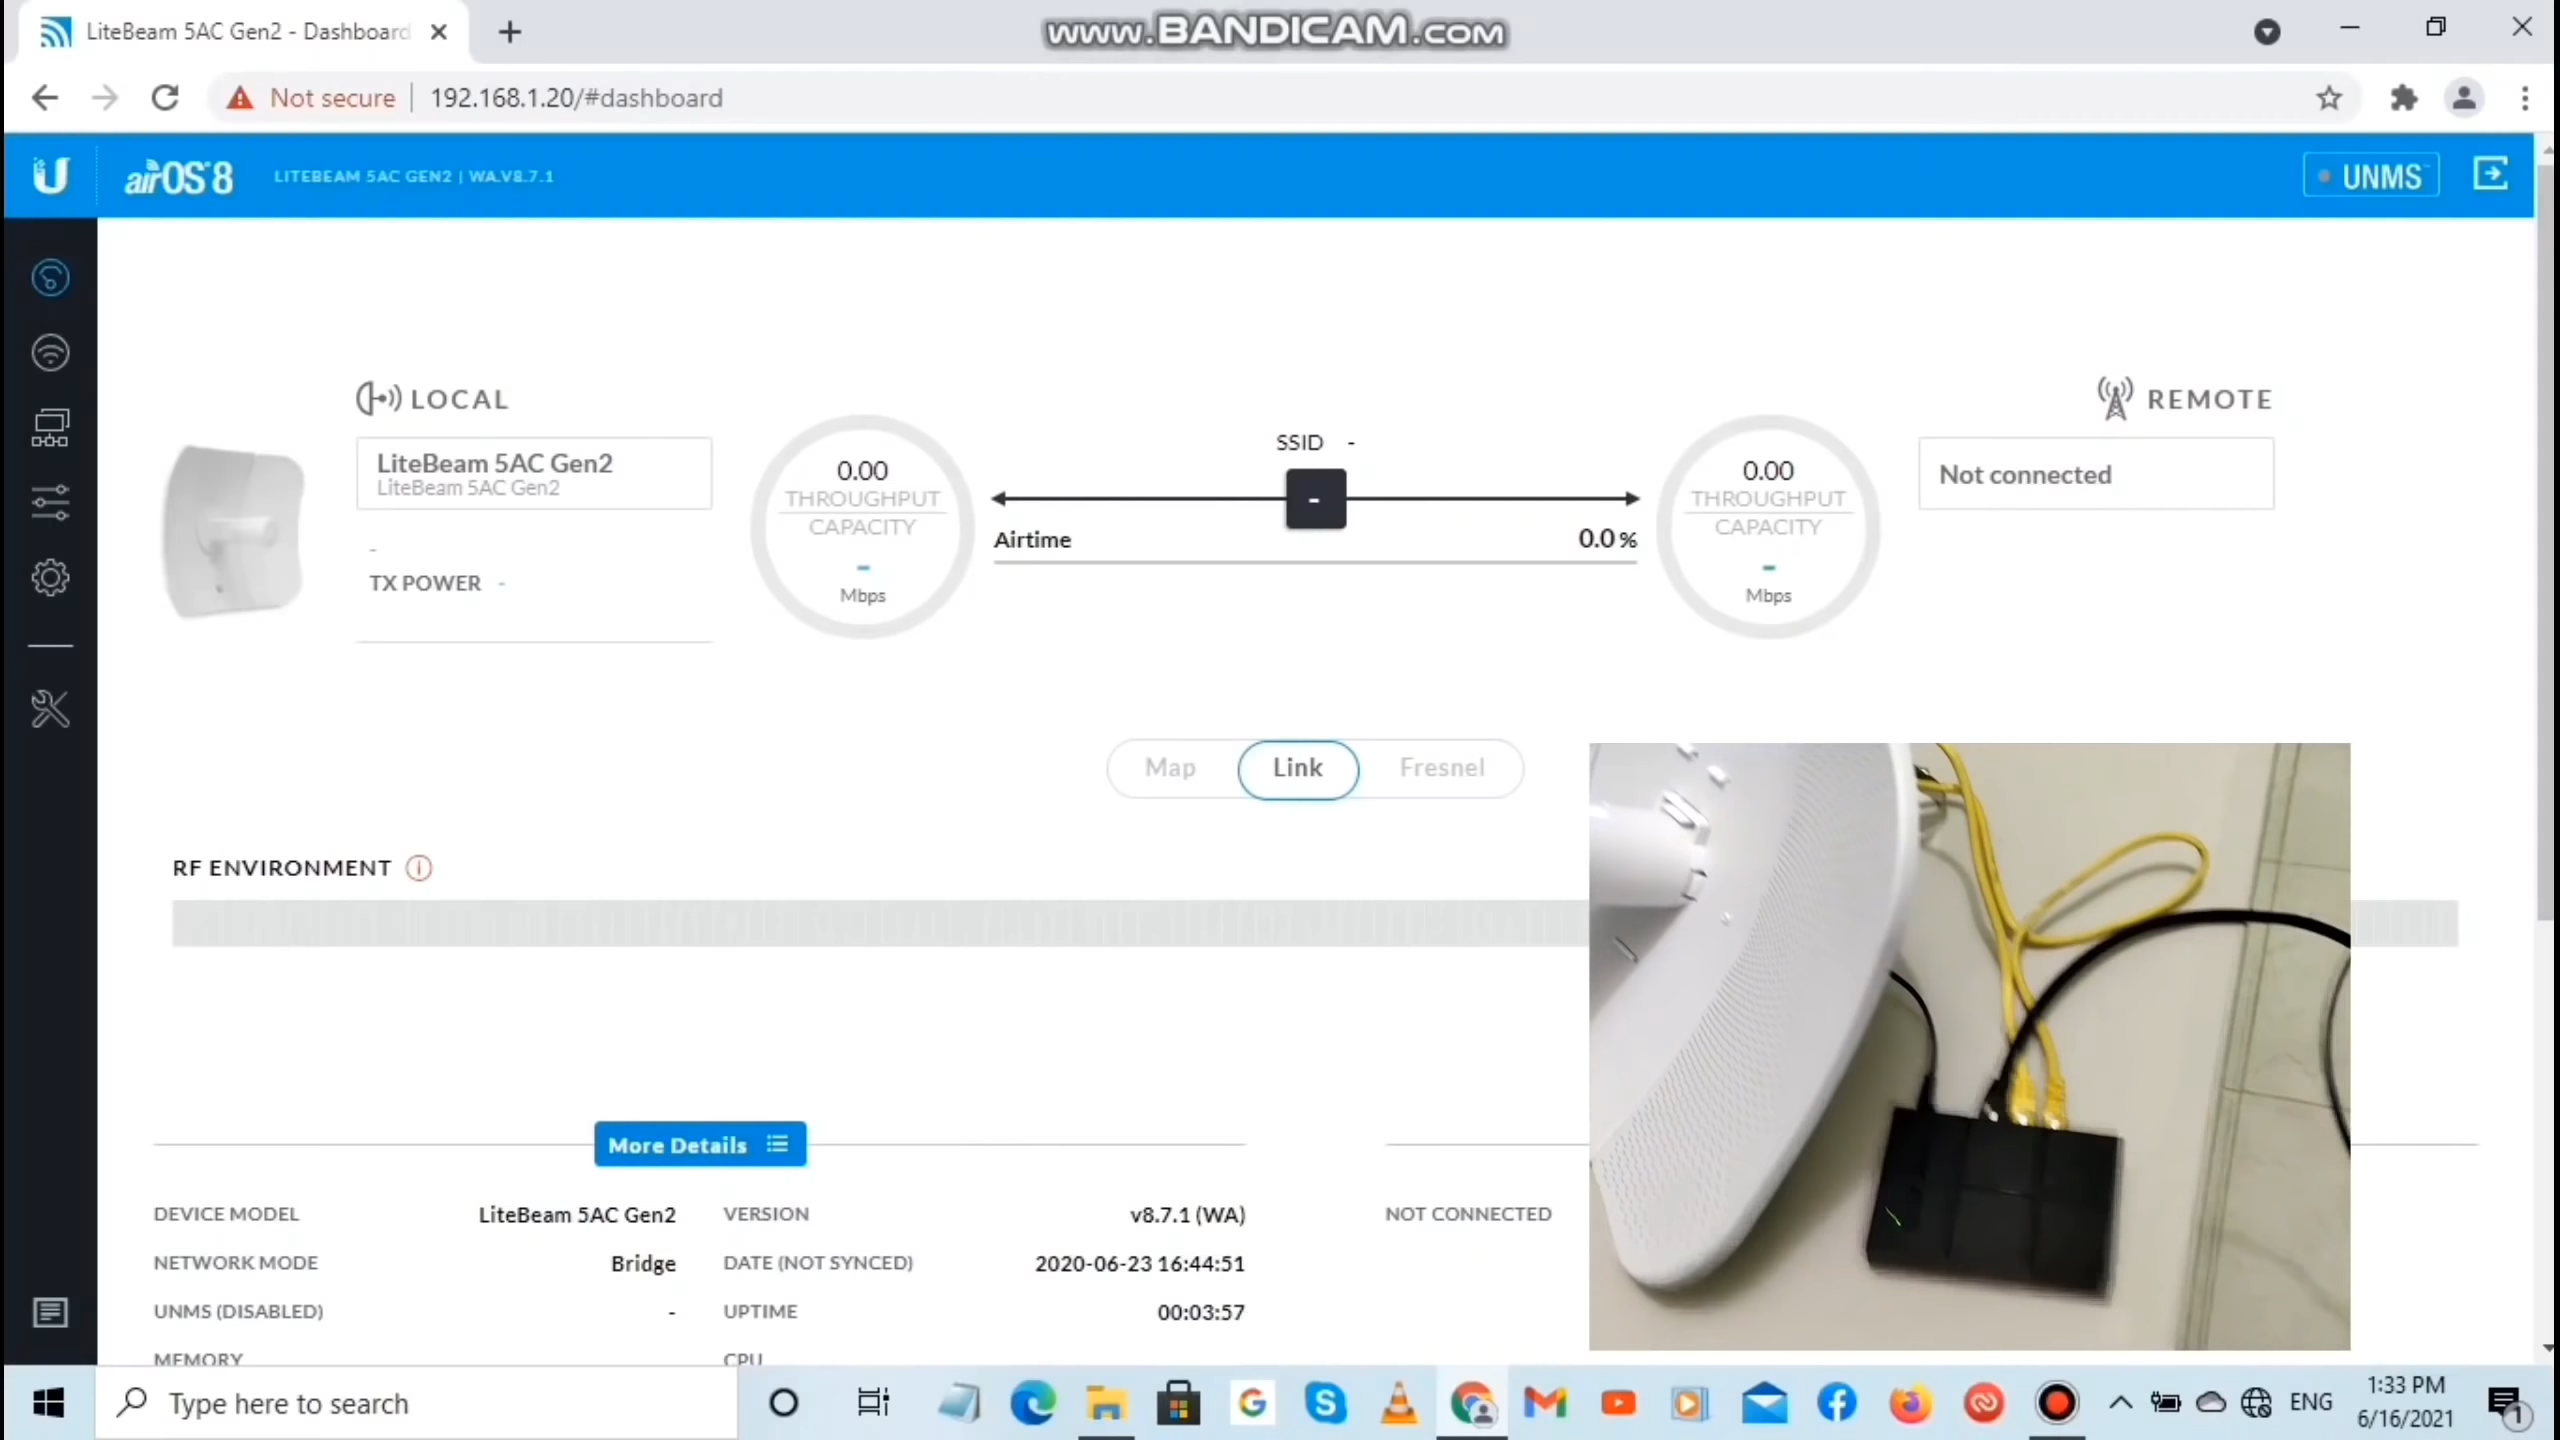 LiteBeam 5AC Gen2 - Dashboard
www.BANDICAM.com
Not secure
192.168.1.20/#dashboard
airOS 8
LITEBEAM 5AC GEN2 | WA.V8.7.1
UNMS
LOCAL
REMOTE
LiteBeam 5AC Gen2
LiteBeam 5AC Gen2
-
TX POWER -
0.00
THROUGHPUT
CAPACITY
-
Mbps
SSID -
-
Airtime 0.0 %
0.00
THROUGHPUT
CAPACITY
-
Mbps
Not connected
Map Link Fresnel
RF ENVIRONMENT
More Details
DEVICE MODEL LiteBeam 5AC Gen2 VERSION v8.7.1 (WA) NOT CONNECTED
NETWORK MODE Bridge DATE (NOT SYNCED) 2020-06-23 16:44:51
UNMS (DISABLED) - UPTIME 00:03:57
MEMORY CPU
Type here to search
ENG
1:33 PM
6/16/2021
1